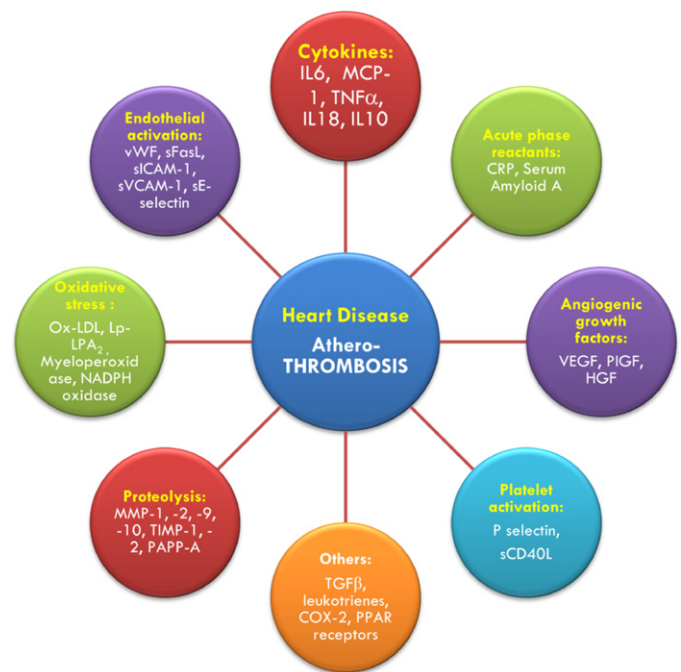 Cytokines:
IL6, MCP-
1, TNFα,
IL18, IL10
Endothelial
activation:
vWF, sFasL,
sICAM-1,
sVCAM-1, sE-
selectin
Acute phase
reactants:
CRP, Serum
Amyloid A
Oxidative
stress :
Ox-LDL, Lp-
LPA₂,
Myeloperoxid
ase, NADPH
oxidase
Heart Disease
Athero-
THROMBOSIS
Angiogenic
growth
factors:
VEGF, PIGF,
HGF
Proteolysis:
MMP-1, -2, -9,
-10, TIMP-1, -
2, PAPP-A
Platelet
activation:
P selectin,
sCD40L
Others:
TGFβ,
leukotrienes,
COX-2, PPAR
receptors